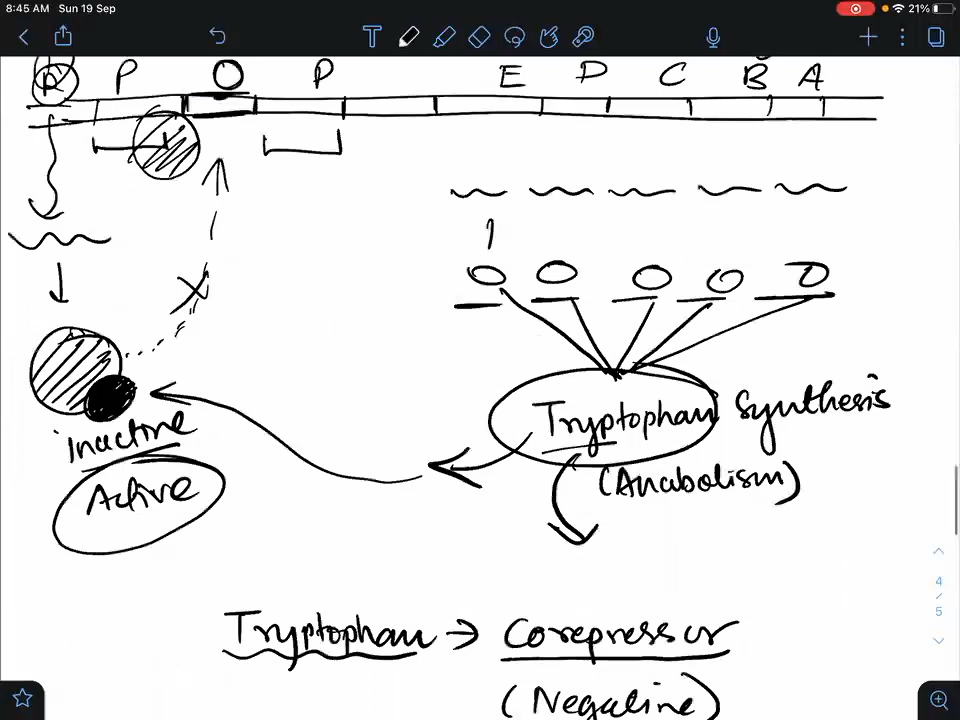 8:45 AM Sun 19 Sep 21%
R P O P E D C B A
Tryptophan Synthesis
(Anabolism)
inactive
Active
4
/
5
Tryptophan → Corepressor
(Negative)